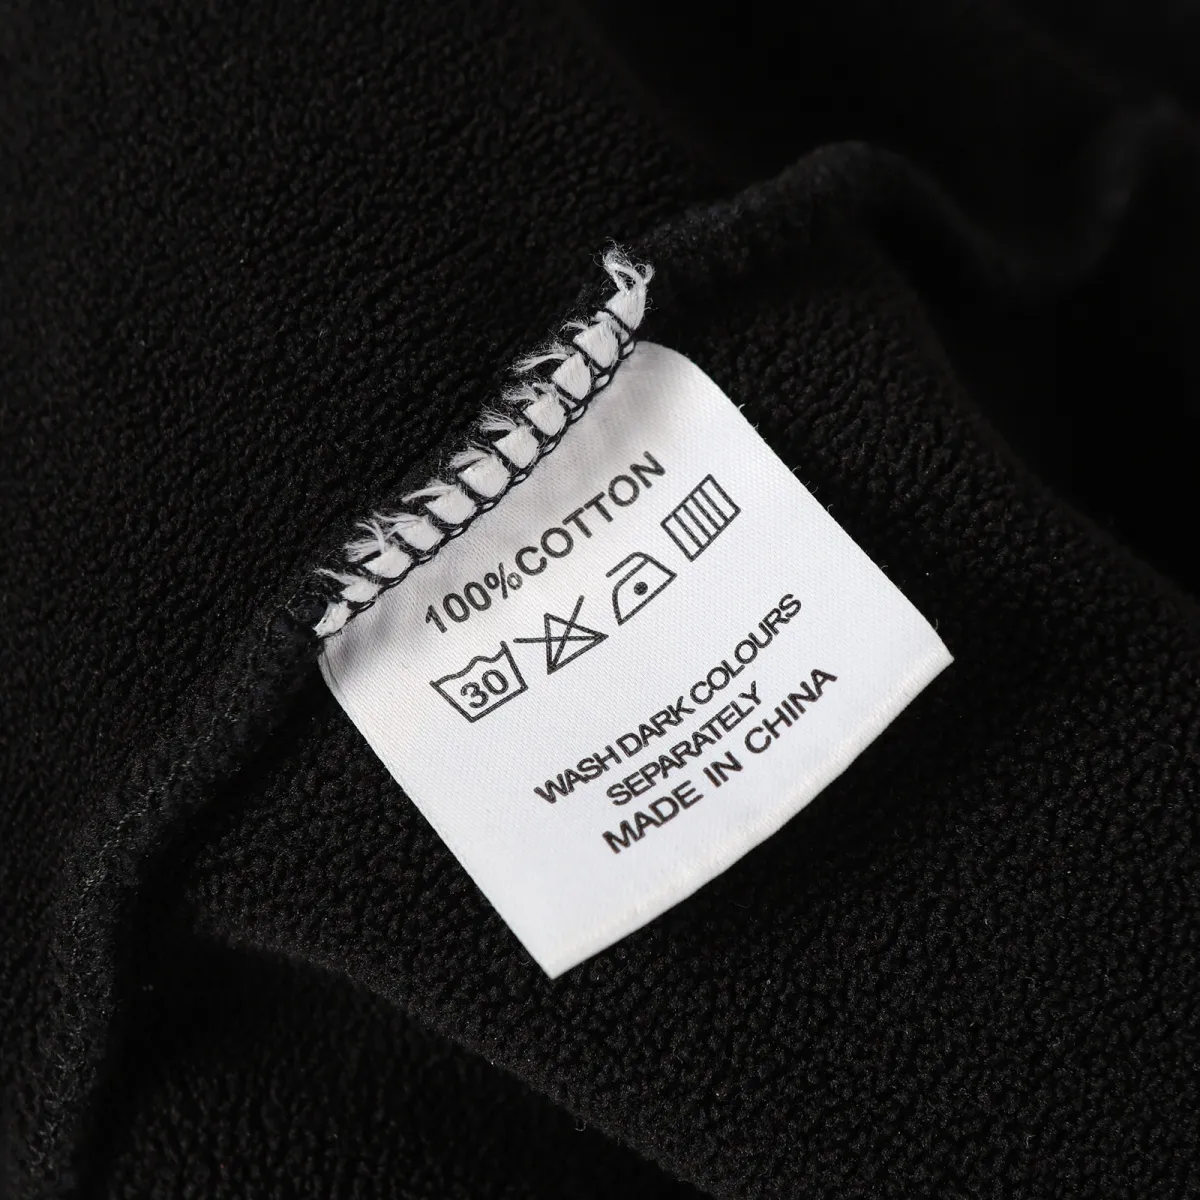 100%COTTON
30
WASH DARK COLOURS
SEPARATELY
MADE IN CHINA